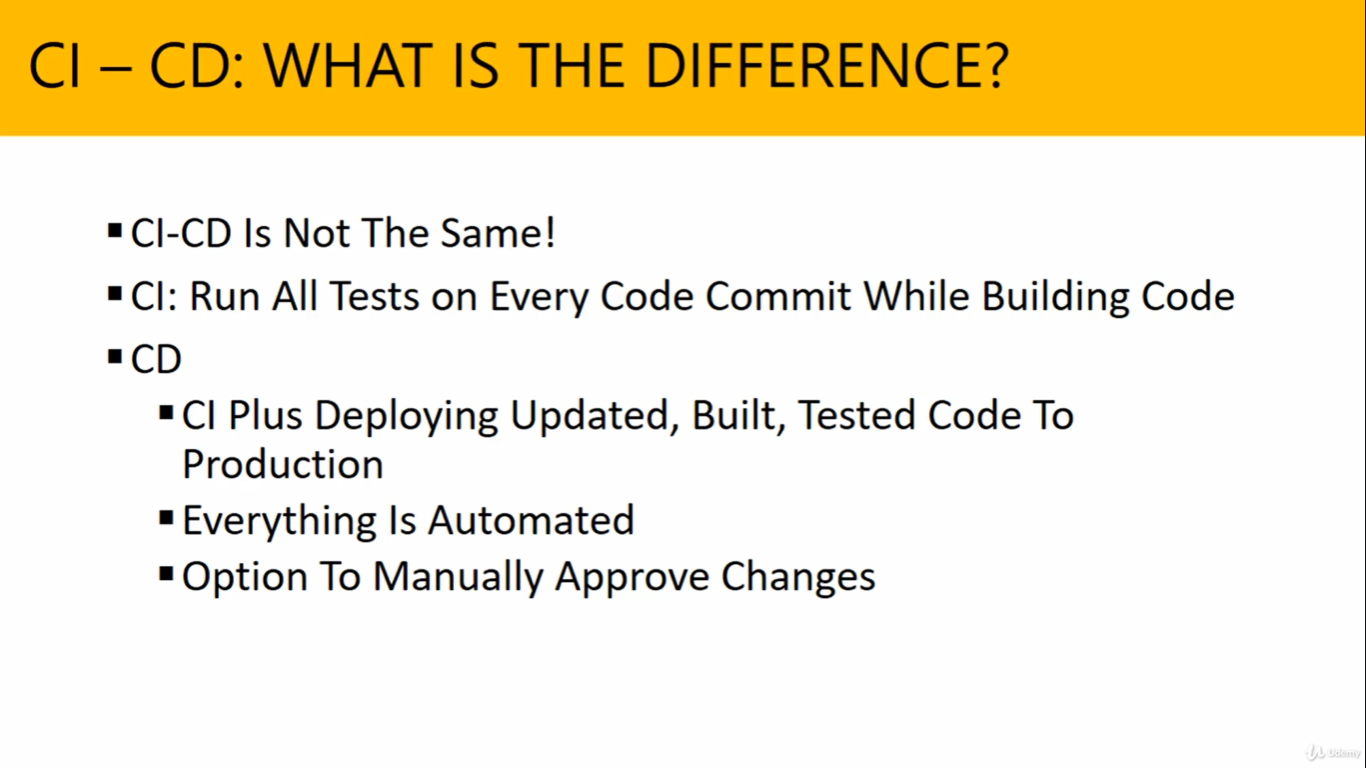 CI – CD: WHAT IS THE DIFFERENCE?
▪CI-CD Is Not The Same!
▪CI: Run All Tests on Every Code Commit While Building Code
▪CD
▪CI Plus Deploying Updated, Built, Tested Code To
Production
▪Everything Is Automated
▪Option To Manually Approve Changes
Udemy